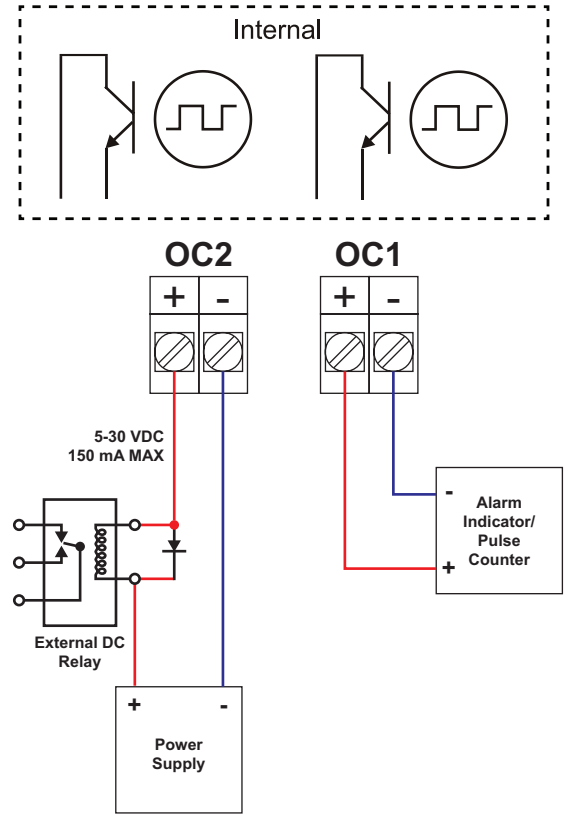 Internal
OC2 OC1
+ - + -
5-30 VDC
150 mA MAX
-
Alarm
Indicator/
Pulse
Counter
+
External DC
Relay
+ -
Power
Supply